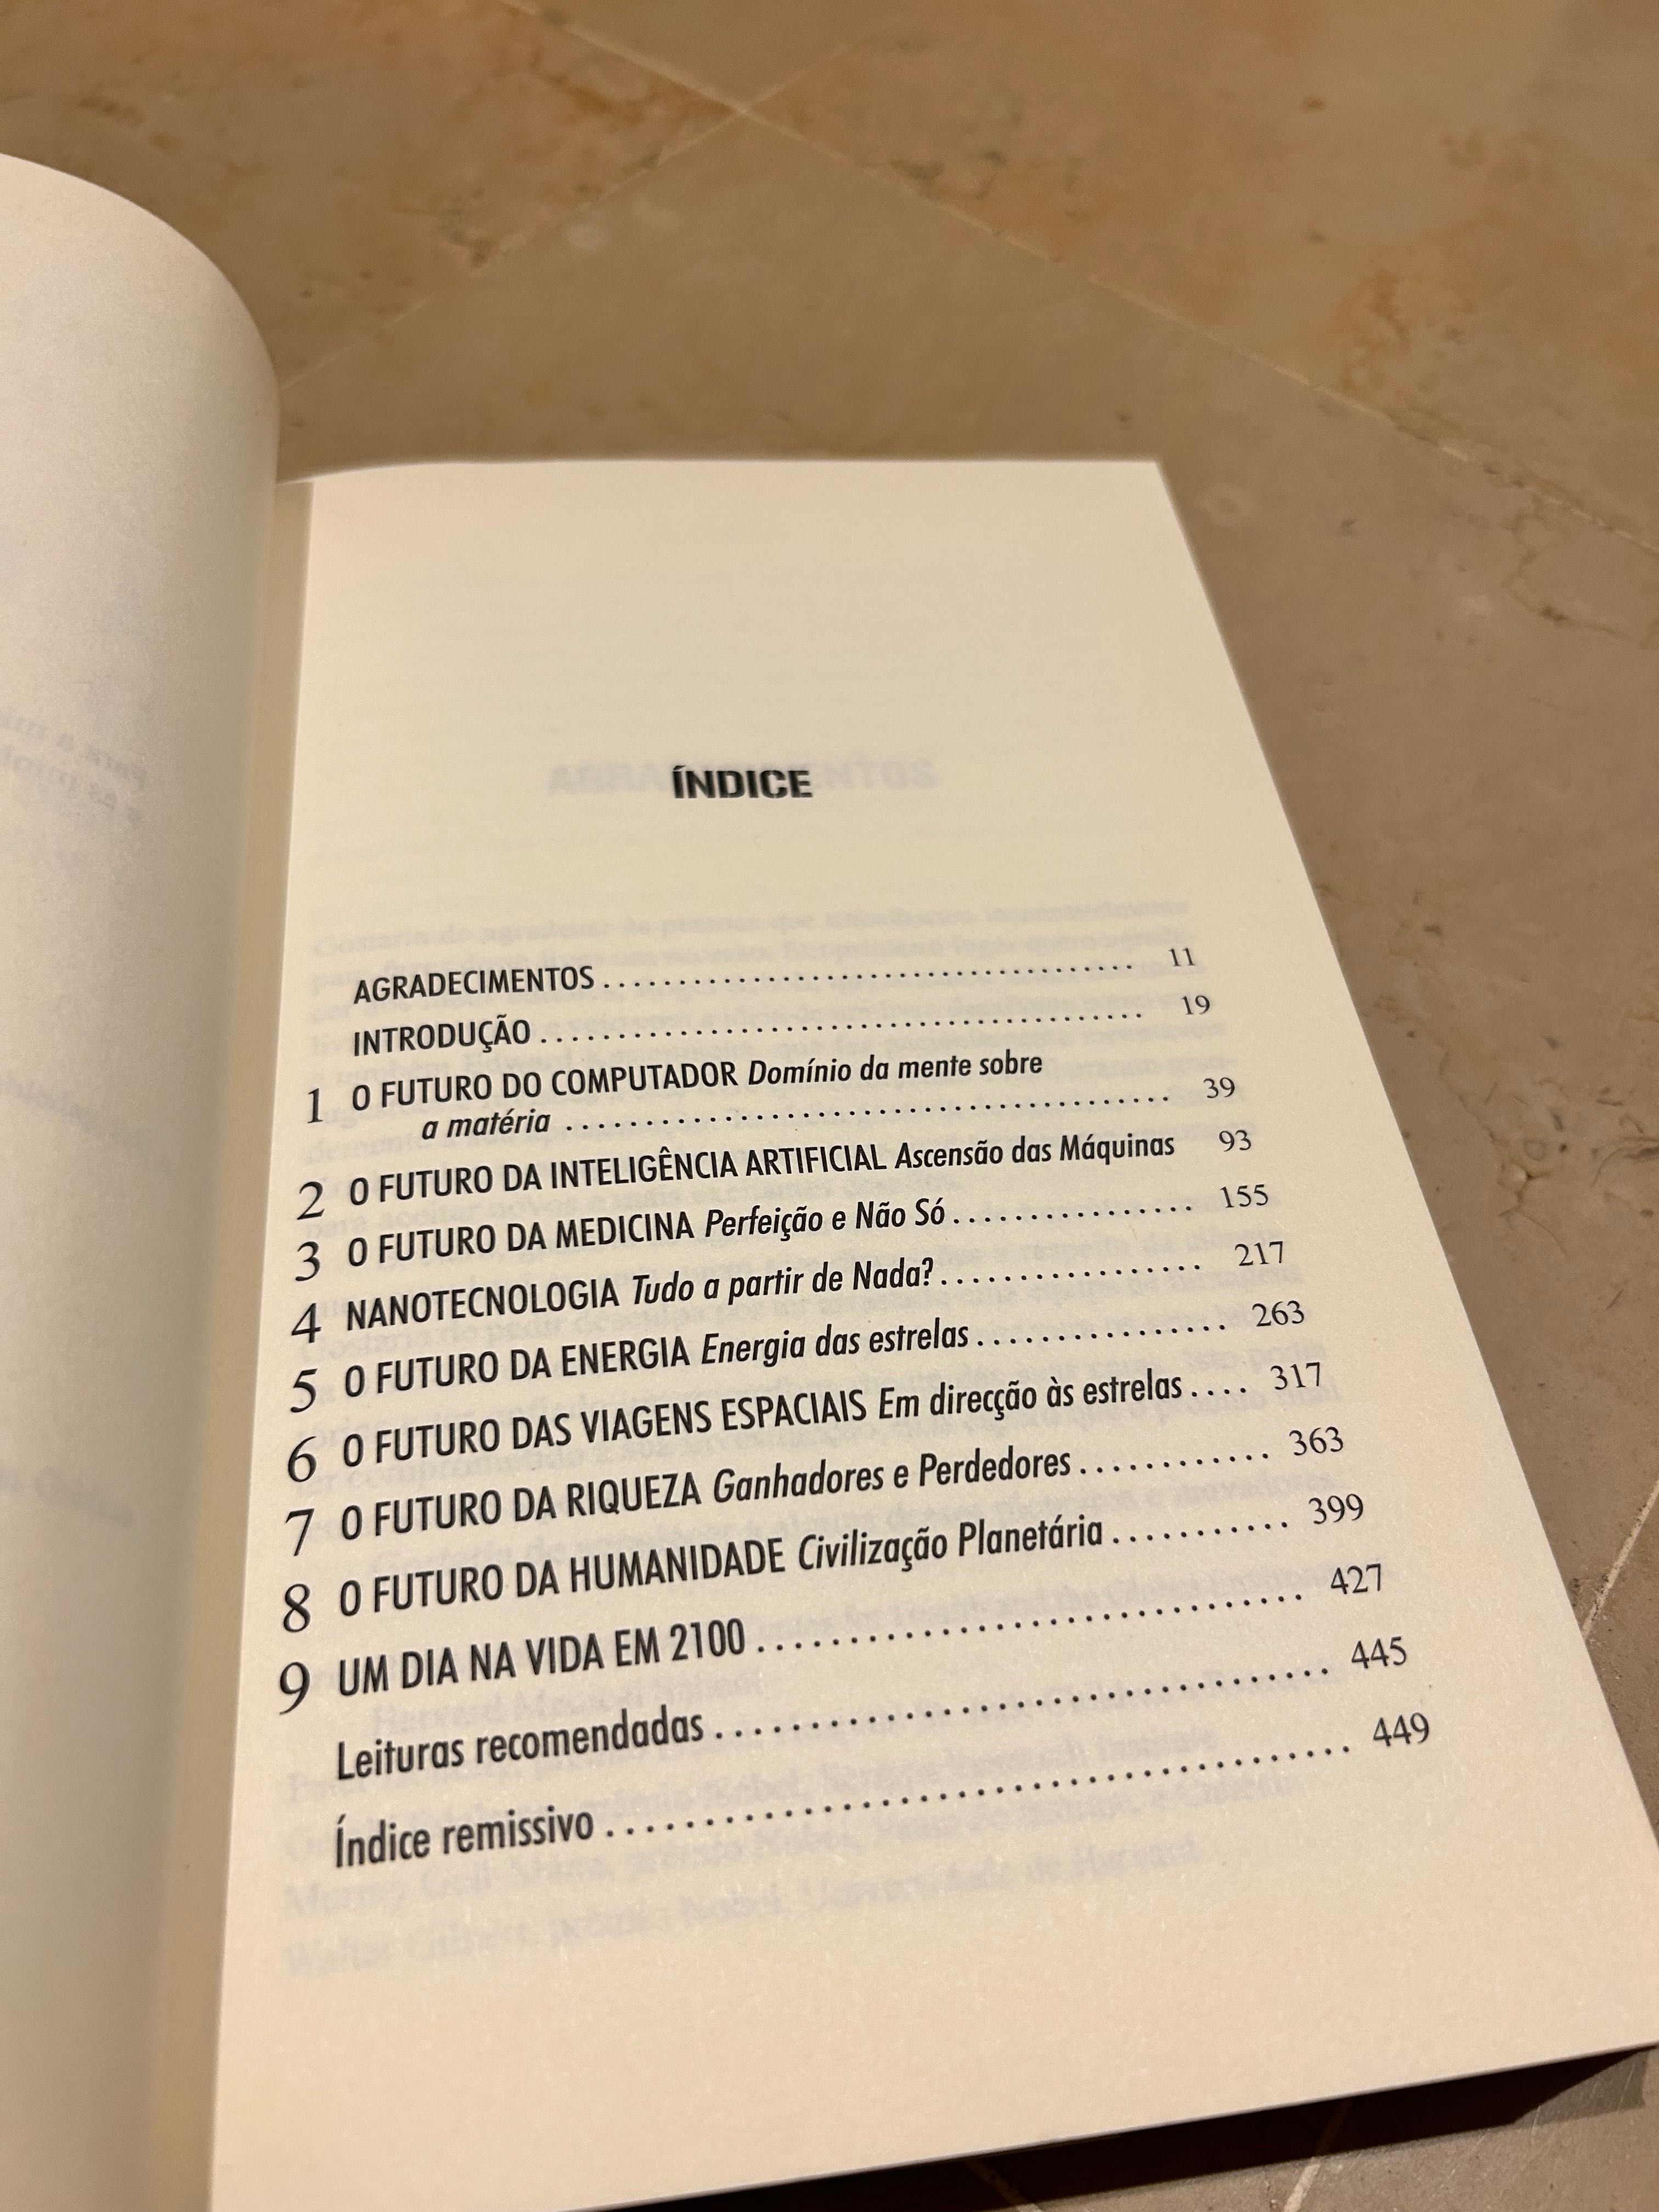 ÍNDICE
AGRADECIMENTOS . . . . . . . . . . . . . . . . . . . . . . . . . . . . . . . . . . . . 11
INTRODUÇÃO . . . . . . . . . . . . . . . . . . . . . . . . . . . . . . . . . . . . . . . . 19
1 O FUTURO DO COMPUTADOR Domínio da mente sobre
a matéria . . . . . . . . . . . . . . . . . . . . . . . . . . . . . . . . . . . . . . . 39
2 O FUTURO DA INTELIGÊNCIA ARTIFICIAL Ascensão das Máquinas 93
3 O FUTURO DA MEDICINA Perfeição e Não Só . . . . . . . . . . . . . . . . 155
4 NANOTECNOLOGIA Tudo a partir de Nada? . . . . . . . . . . . . . . . . . 217
5 O FUTURO DA ENERGIA Energia das estrelas . . . . . . . . . . . . . . . . 263
6 O FUTURO DAS VIAGENS ESPACIAIS Em direcção às estrelas . . . . 317
7 O FUTURO DA RIQUEZA Ganhadores e Perdedores . . . . . . . . . . . . 363
8 O FUTURO DA HUMANIDADE Civilização Planetária . . . . . . . . . . . 399
9 UM DIA NA VIDA EM 2100 . . . . . . . . . . . . . . . . . . . . . . . . . . . . . . 427
Leituras recomendadas . . . . . . . . . . . . . . . . . . . . . . . . . . . . . . . . 445
Índice remissivo . . . . . . . . . . . . . . . . . . . . . . . . . . . . . . . . . . . . . 449